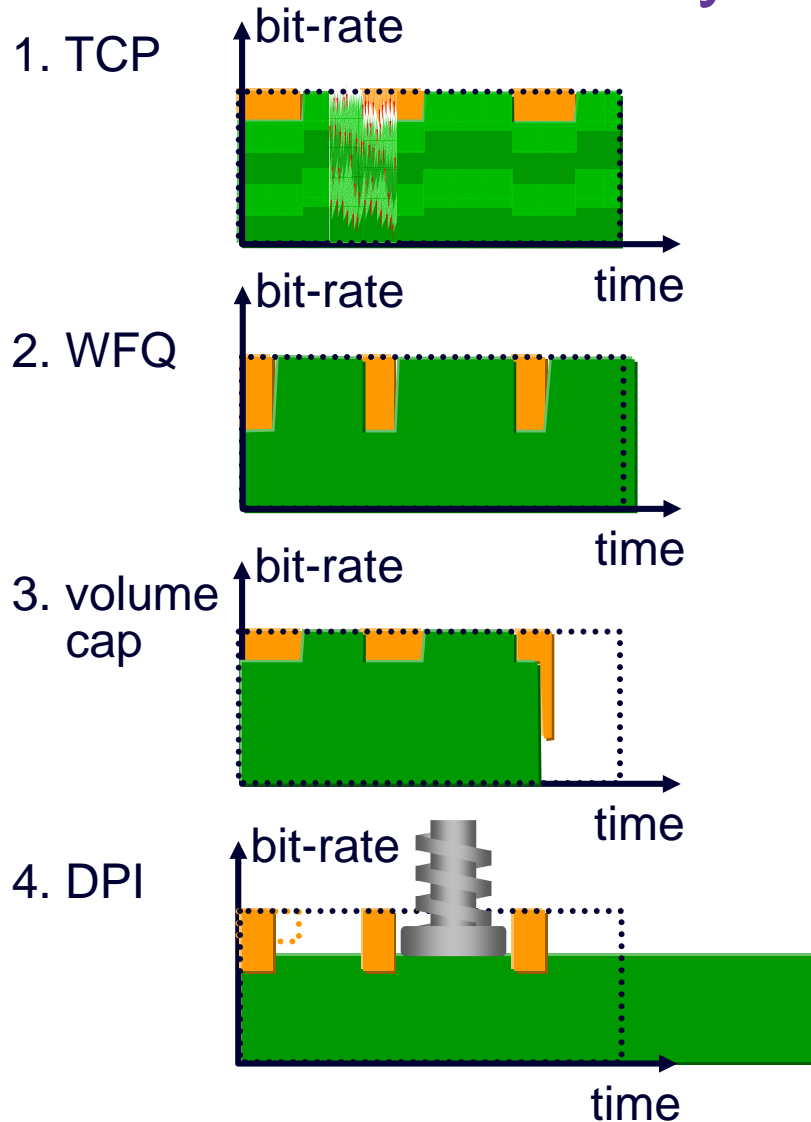 bit-rate
1. TCP
time
bit-rate
2. WFQ
time
bit-rate
3. volume
cap
time
bit-rate
4. DPI
time